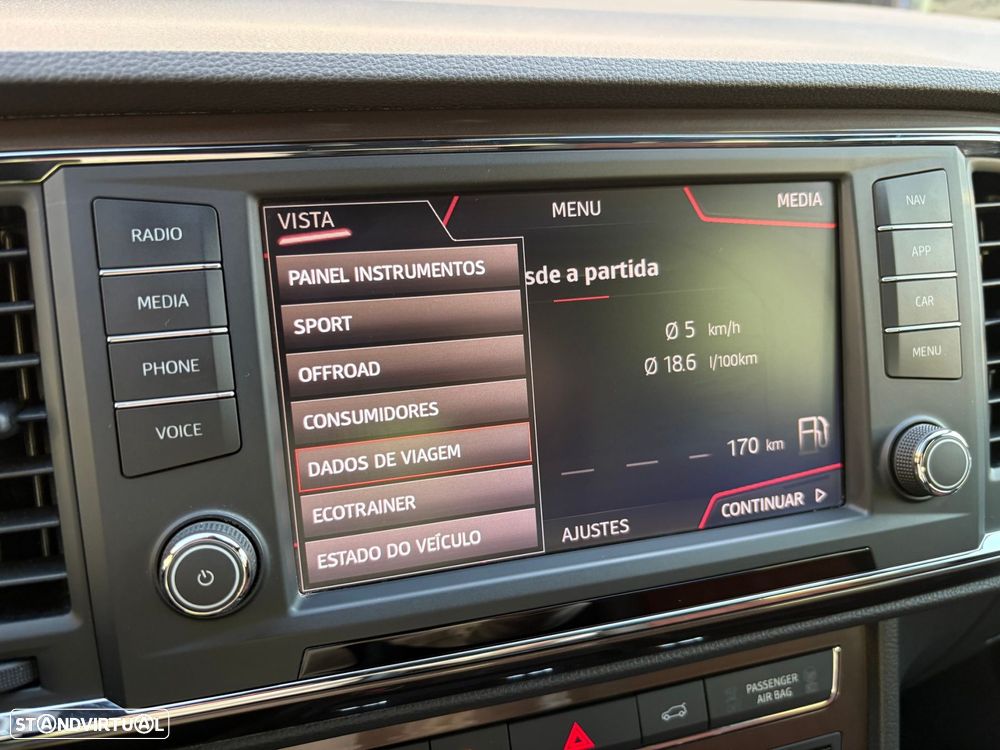 RADIO
MEDIA
PHONE
VOICE
VISTA
MENU
MEDIA
PAINEL INSTRUMENTOS
SPORT
OFFROAD
CONSUMIDORES
DADOS DE VIAGEM
ECOTRAINER
ESTADO DO VEÍCULO
sde a partida
Ø 5 km/h
Ø 18.6 l/100km
170 km
AJUSTES
CONTINUAR
NAV
APP
CAR
MENU
PASSENGER
AIR BAG
STANDVIRTUAL